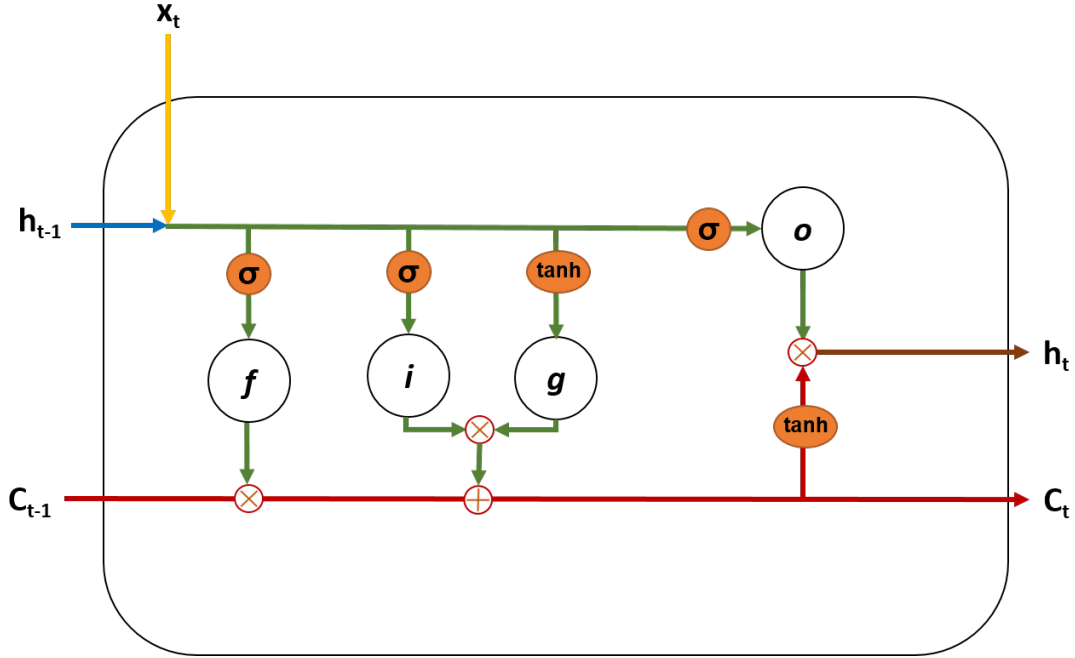 xₜ
hₜ₋₁
σ
o
σ
σ
tanh
hₜ
f
i
g
tanh
Cₜ₋₁
Cₜ